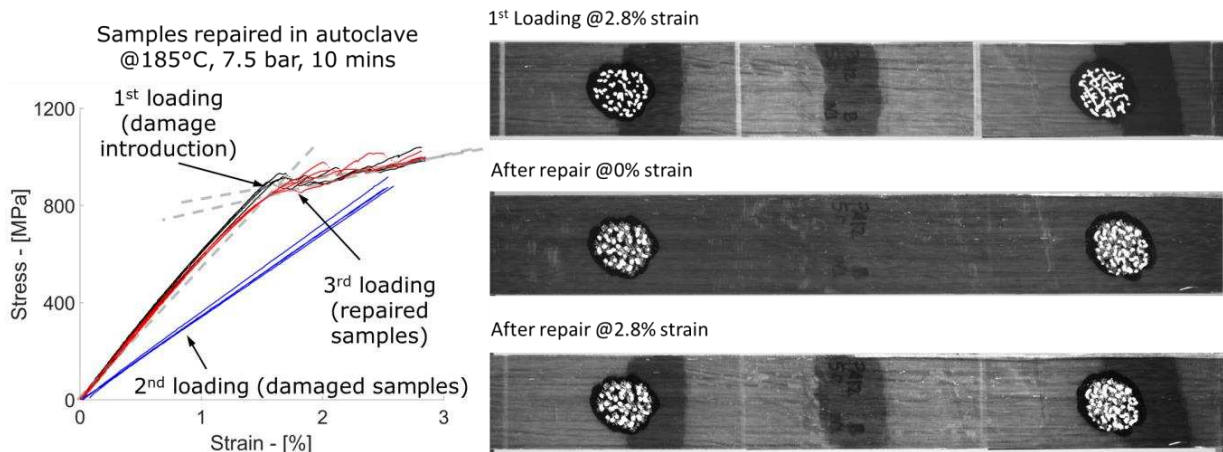 Samples repaired in autoclave
@185°C, 7.5 bar, 10 mins
1200
800
400
0
Stress - [MPa]
1st loading
(damage
introduction)
3rd loading
(repaired
samples)
2nd loading (damaged samples)
1
2
3
Strain - [%]
1st Loading @2.8% strain
After repair @0% strain
After repair @2.8% strain